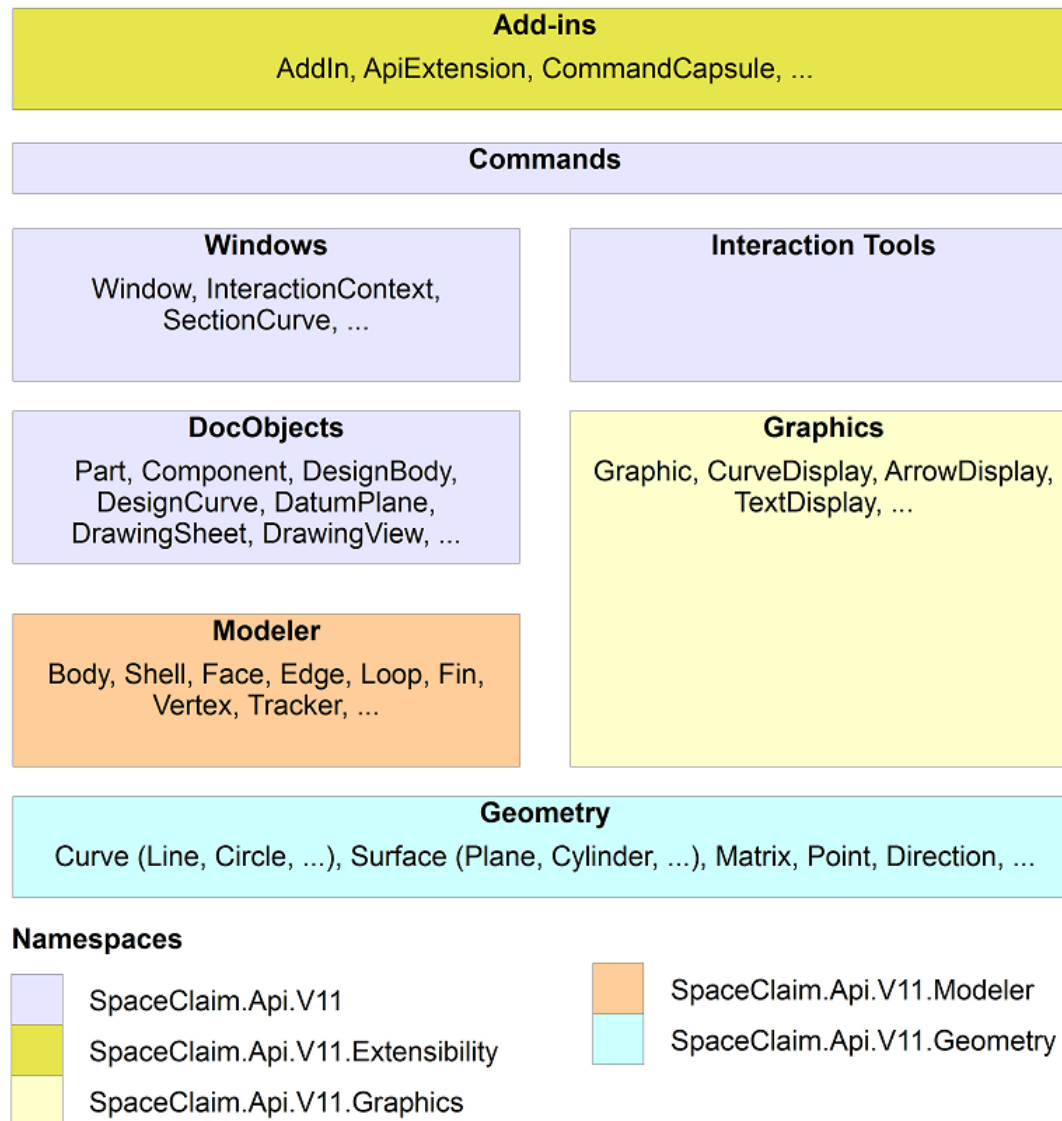 Add-ins
AddIn, ApiExtension, CommandCapsule, ...
Commands
Windows
Window, InteractionContext,
SectionCurve, ...
Interaction Tools
DocObjects
Part, Component, DesignBody,
DesignCurve, DatumPlane,
DrawingSheet, DrawingView, ...
Graphics
Graphic, CurveDisplay, ArrowDisplay,
TextDisplay, ...
Modeler
Body, Shell, Face, Edge, Loop, Fin,
Vertex, Tracker, ...
Geometry
Curve (Line, Circle, ...), Surface (Plane, Cylinder, ...), Matrix, Point, Direction, ...
Namespaces
SpaceClaim.Api.V11
SpaceClaim.Api.V11.Extensibility
SpaceClaim.Api.V11.Graphics
SpaceClaim.Api.V11.Modeler
SpaceClaim.Api.V11.Geometry